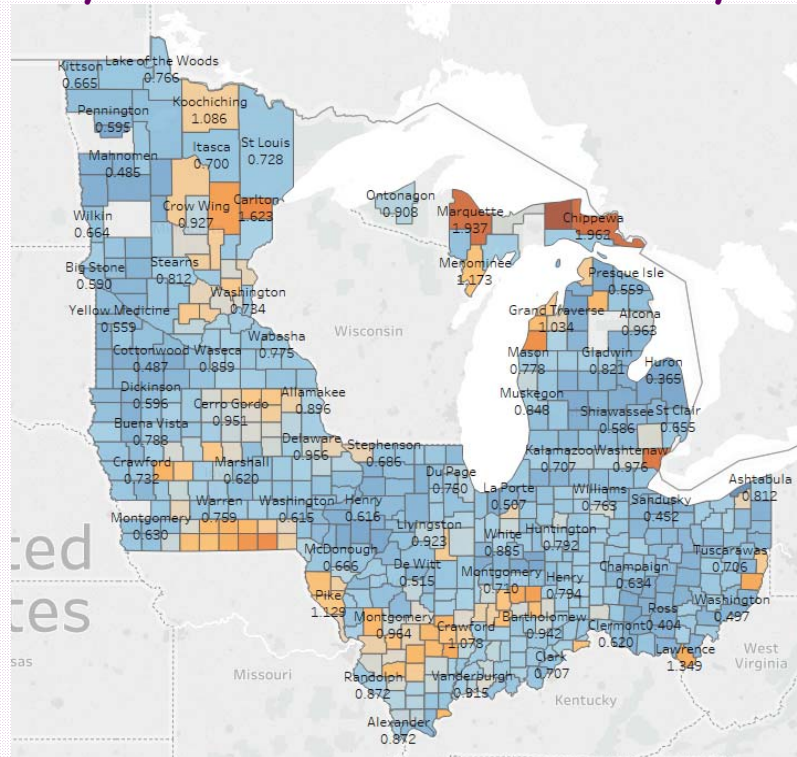 Lake of the Woods
0.766
Kittson
0.665
Koochiching
1.086
Pennington
0.595
Itasca
0.700
St Louis
0.728
Mahnomen
0.485
Crow Wing
0.927
Carlton
1.623
Wilkin
0.664
Ontonagon
0.908
Marquette
1.937
Chippewa
1.963
Menominee
1.173
Big Stone
0.590
Stearns
0.812
Washington
0.734
Presque Isle
0.559
Yellow Medicine
0.559
Grand Traverse
1.034
Alcona
0.963
Wisconsin
Wabasha
0.775
Cottonwood
0.487
Waseca
0.859
Mason
0.778
Gladwin
0.821
Huron
0.365
Dickinson
0.596
Cerro Gordo
0.951
Allamakee
0.896
Muskegon
0.848
Shiawassee
0.586
St Clair
0.655
Buena Vista
0.788
Delaware
0.956
Stephenson
0.686
Crawford
0.732
Marshall
0.620
Kalamazoo
0.707
Washtenaw
0.976
Du Page
0.750
La Porte
0.507
Williams
0.763
Sandusky
0.452
Ashtabula
0.812
Montgomery
0.630
Warren
0.759
Washington
0.615
Henry
0.616
Livingston
0.923
White
0.885
Huntington
0.792
ted
tes
McDonough
0.666
De Witt
0.515
Montgomery
0.710
Henry
0.794
Champaign
0.634
Tuscarawas
0.706
Pike
1.129
Montgomery
0.964
Crawford
1.078
Bartholomew
0.942
Clermont
0.620
Ross
0.404
Washington
0.497
sas
Missouri
Randolph
0.872
Vanderburgh
0.915
Clark
0.707
Lawrence
1.349
West
Virginia
Kentucky
Alexander
0.872